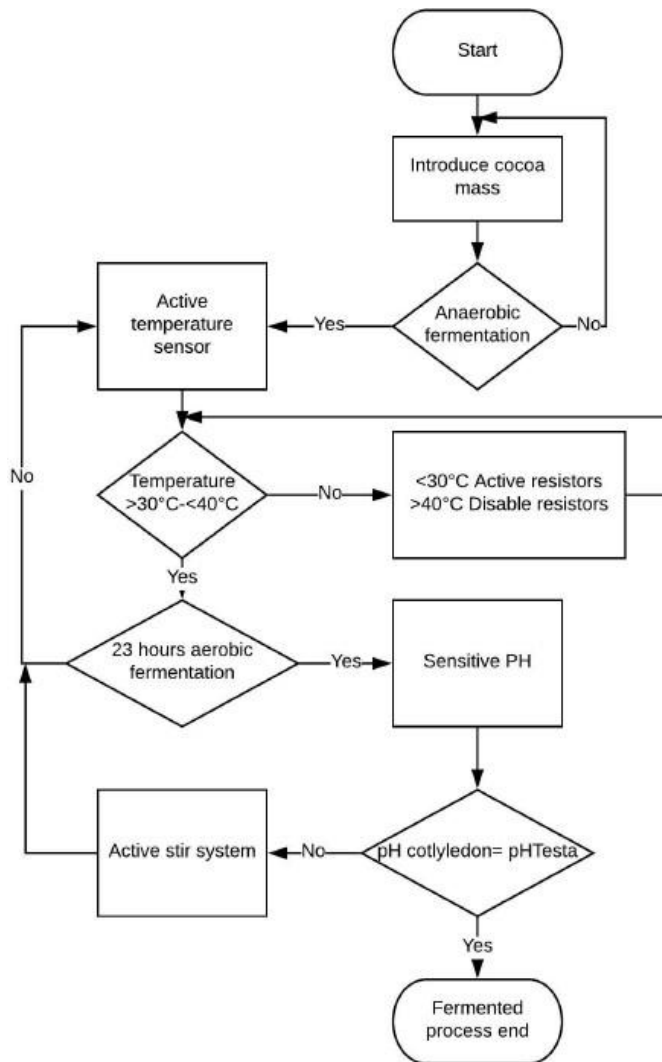 Start
Introduce cocoa
mass
Anaerobic
fermentation
No
Yes
Active
temperature
sensor
No
Temperature
>30°C-<40°C
No
<30°C Active resistors
>40°C Disable resistors
Yes
23 hours aerobic
fermentation
Yes
Sensitive PH
Active stir system
No
pH cotlyledon= pHTesta
Yes
Fermented
process end